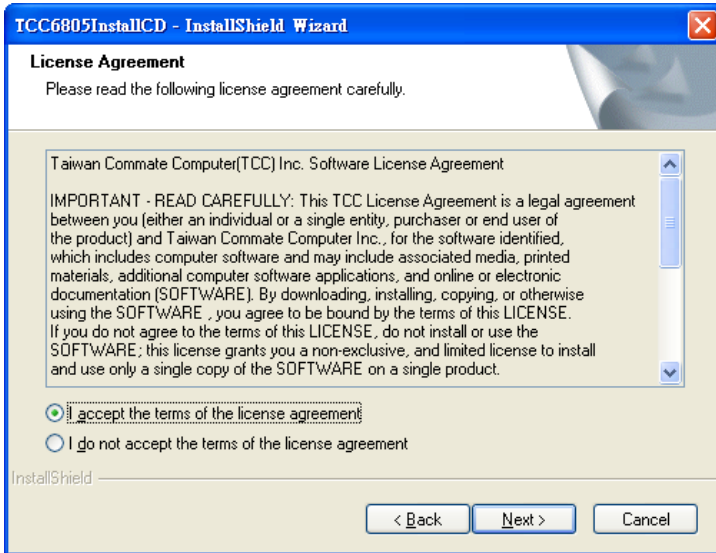 TCC6805InstallCD - InstallShield Wizard
License Agreement
Please read the following license agreement carefully.
Taiwan Commate Computer(TCC) Inc. Software License Agreement
IMPORTANT - READ CAREFULLY: This TCC License Agreement is a legal agreement
between you (either an individual or a single entity, purchaser or end user of
the product) and Taiwan Commate Computer Inc., for the software identified,
which includes computer software and may include associated media, printed
materials, additional computer software applications, and online or electronic
documentation (SOFTWARE). By downloading, installing, copying, or otherwise
using the SOFTWARE , you agree to be bound by the terms of this LICENSE.
If you do not agree to the terms of this LICENSE, do not install or use the
SOFTWARE; this license grants you a non-exclusive, and limited license to install
and use only a single copy of the SOFTWARE on a single product.
I accept the terms of the license agreement
I do not accept the terms of the license agreement
InstallShield
< Back Next > Cancel